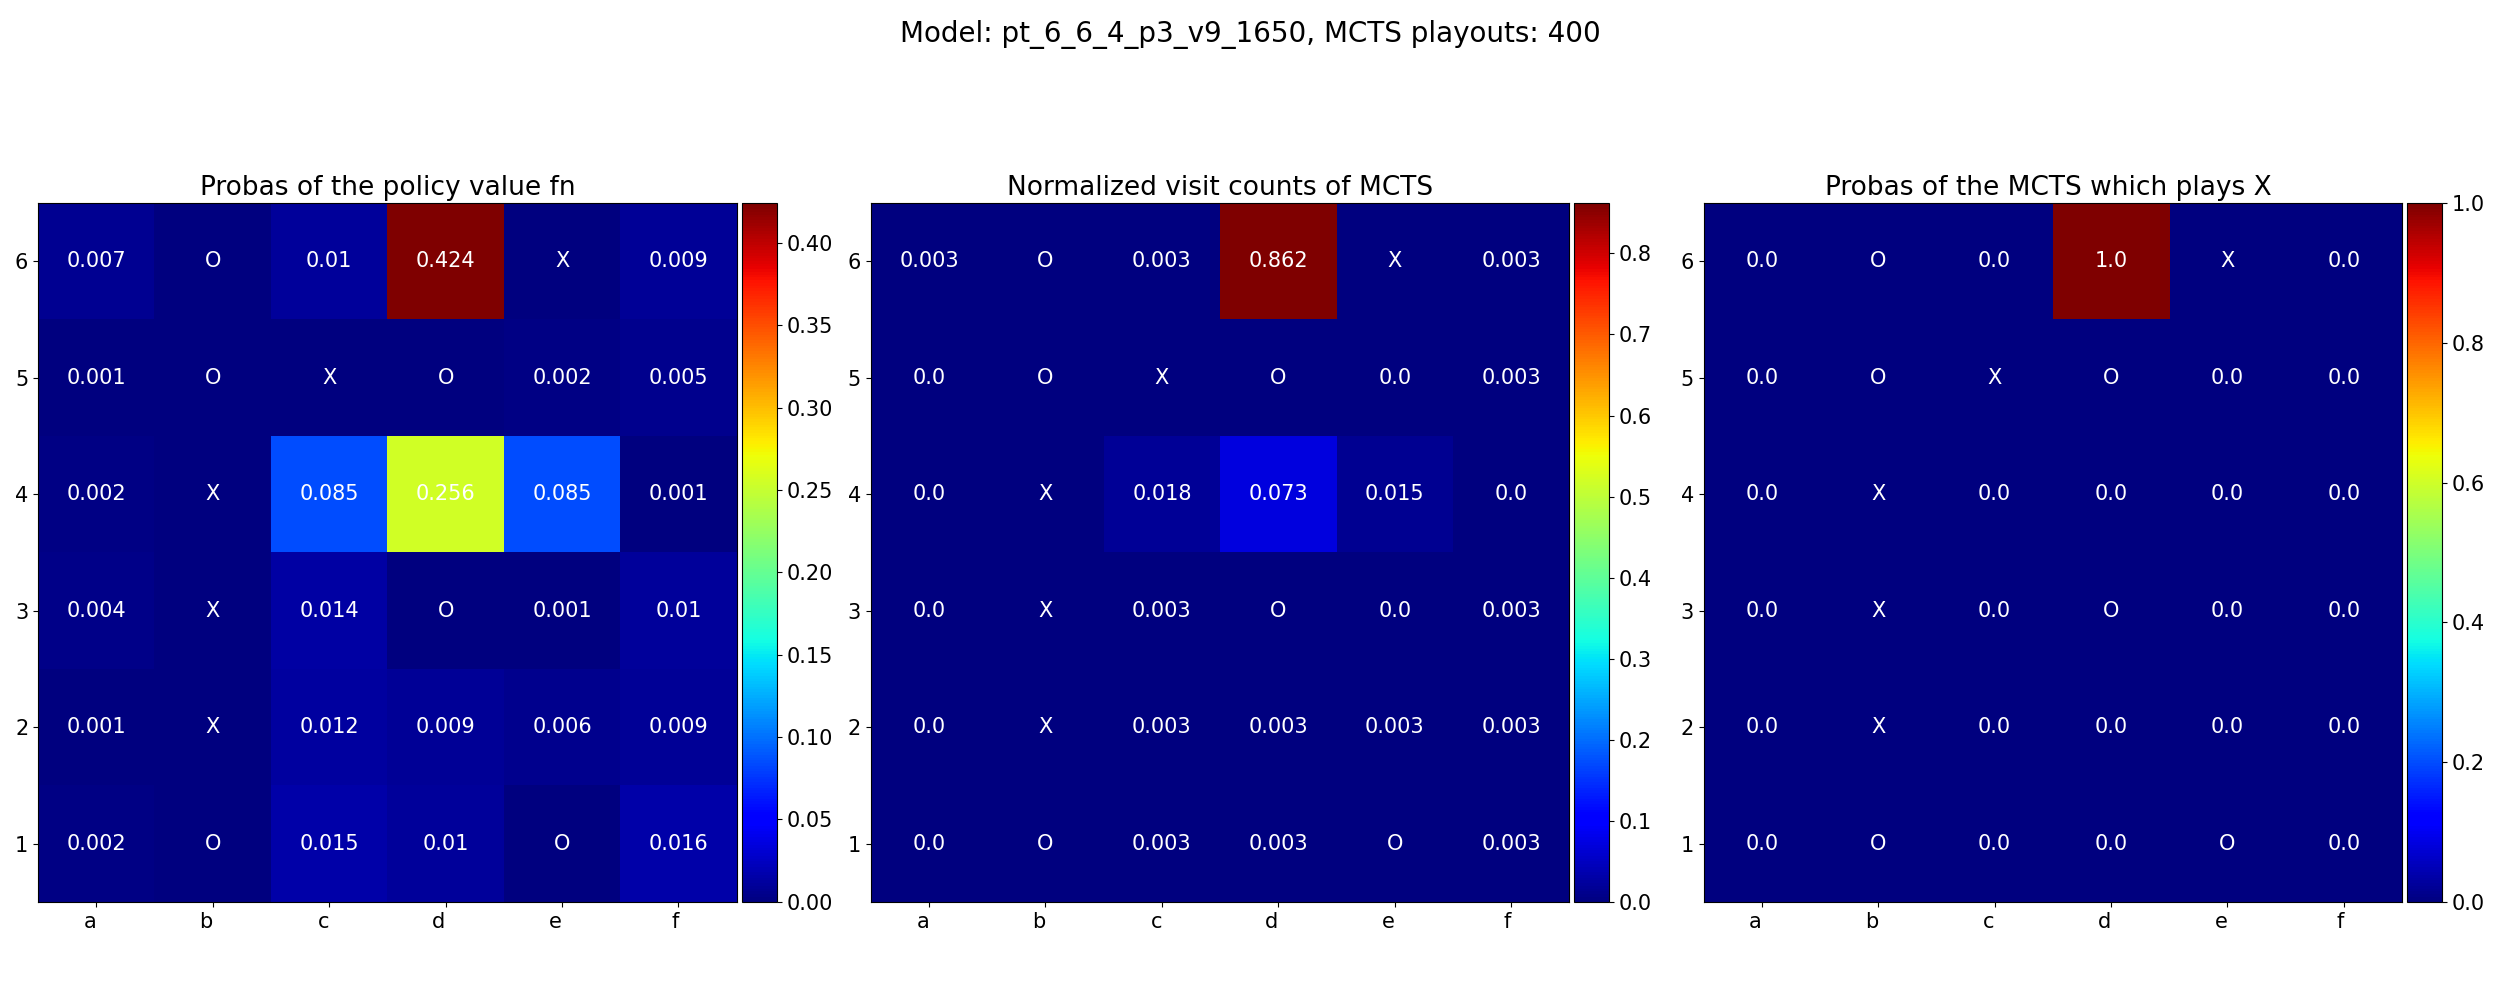 Model: pt_6_6_4_p3_v9_1650, MCTS playouts: 400
Probas of the policy value fn
6 0.007 O 0.01 0.424 X 0.009
5 0.001 O X O 0.002 0.005
4 0.002 X 0.085 0.256 0.085 0.001
3 0.004 X 0.014 O 0.001 0.01
2 0.001 X 0.012 0.009 0.006 0.009
1 0.002 O 0.015 0.01 O 0.016
a b c d e f
0.40
0.35
0.30
0.25
0.20
0.15
0.10
0.05
0.00
Normalized visit counts of MCTS
6 0.003 O 0.003 0.862 X 0.003
5 0.0 O X O 0.0 0.003
4 0.0 X 0.018 0.073 0.015 0.0
3 0.0 X 0.003 O 0.0 0.003
2 0.0 X 0.003 0.003 0.003 0.003
1 0.0 O 0.003 0.003 O 0.003
a b c d e f
0.8
0.7
0.6
0.5
0.4
0.3
0.2
0.1
0.0
Probas of the MCTS which plays X
6 0.0 O 0.0 1.0 X 0.0
5 0.0 O X O 0.0 0.0
4 0.0 X 0.0 0.0 0.0 0.0
3 0.0 X 0.0 O 0.0 0.0
2 0.0 X 0.0 0.0 0.0 0.0
1 0.0 O 0.0 0.0 O 0.0
a b c d e f
1.0
0.8
0.6
0.4
0.2
0.0